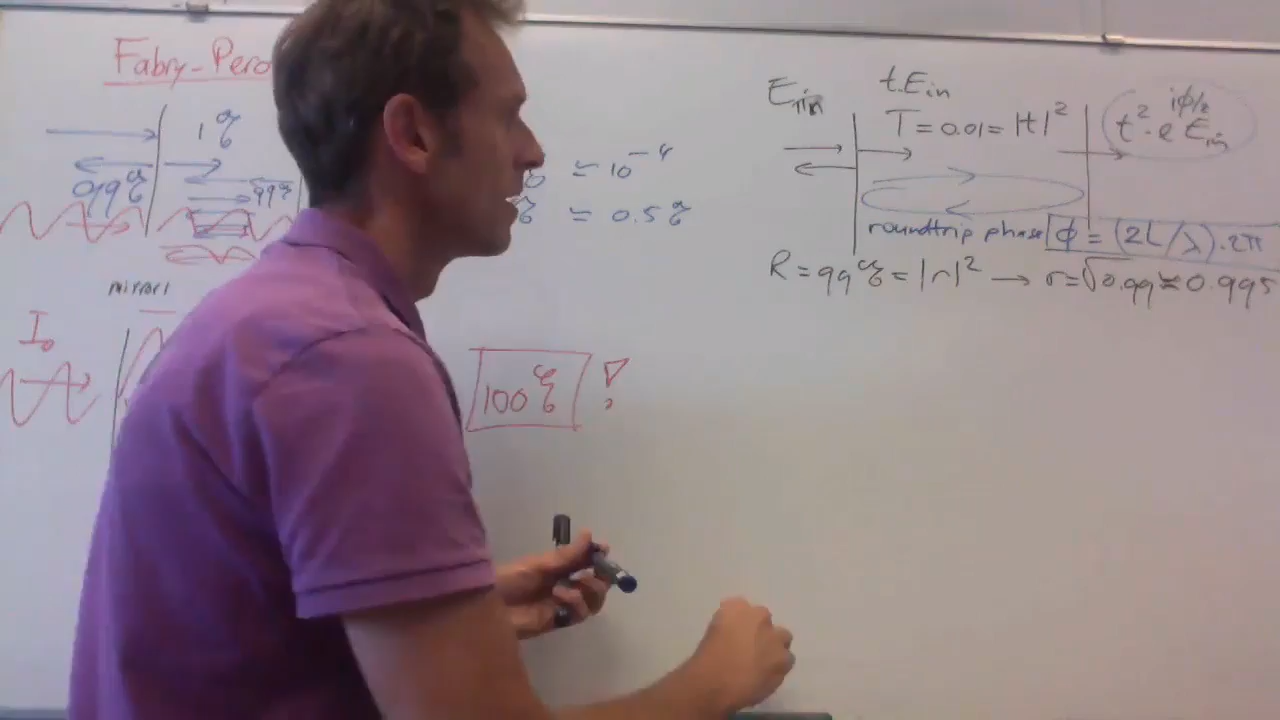 Fabry-Pero
1%
99%
99%
≃ 10⁻⁴
% ≃ 0.5%
mirror 1
I₀
100% !
E_in
t.E_in
T = 0.01 = |t|²
t² · e^{iϕ/2} E_in
roundtrip phase ϕ = (2L/λ).2π
R = 99% = |r|² → r = √0.99 ≃ 0.995